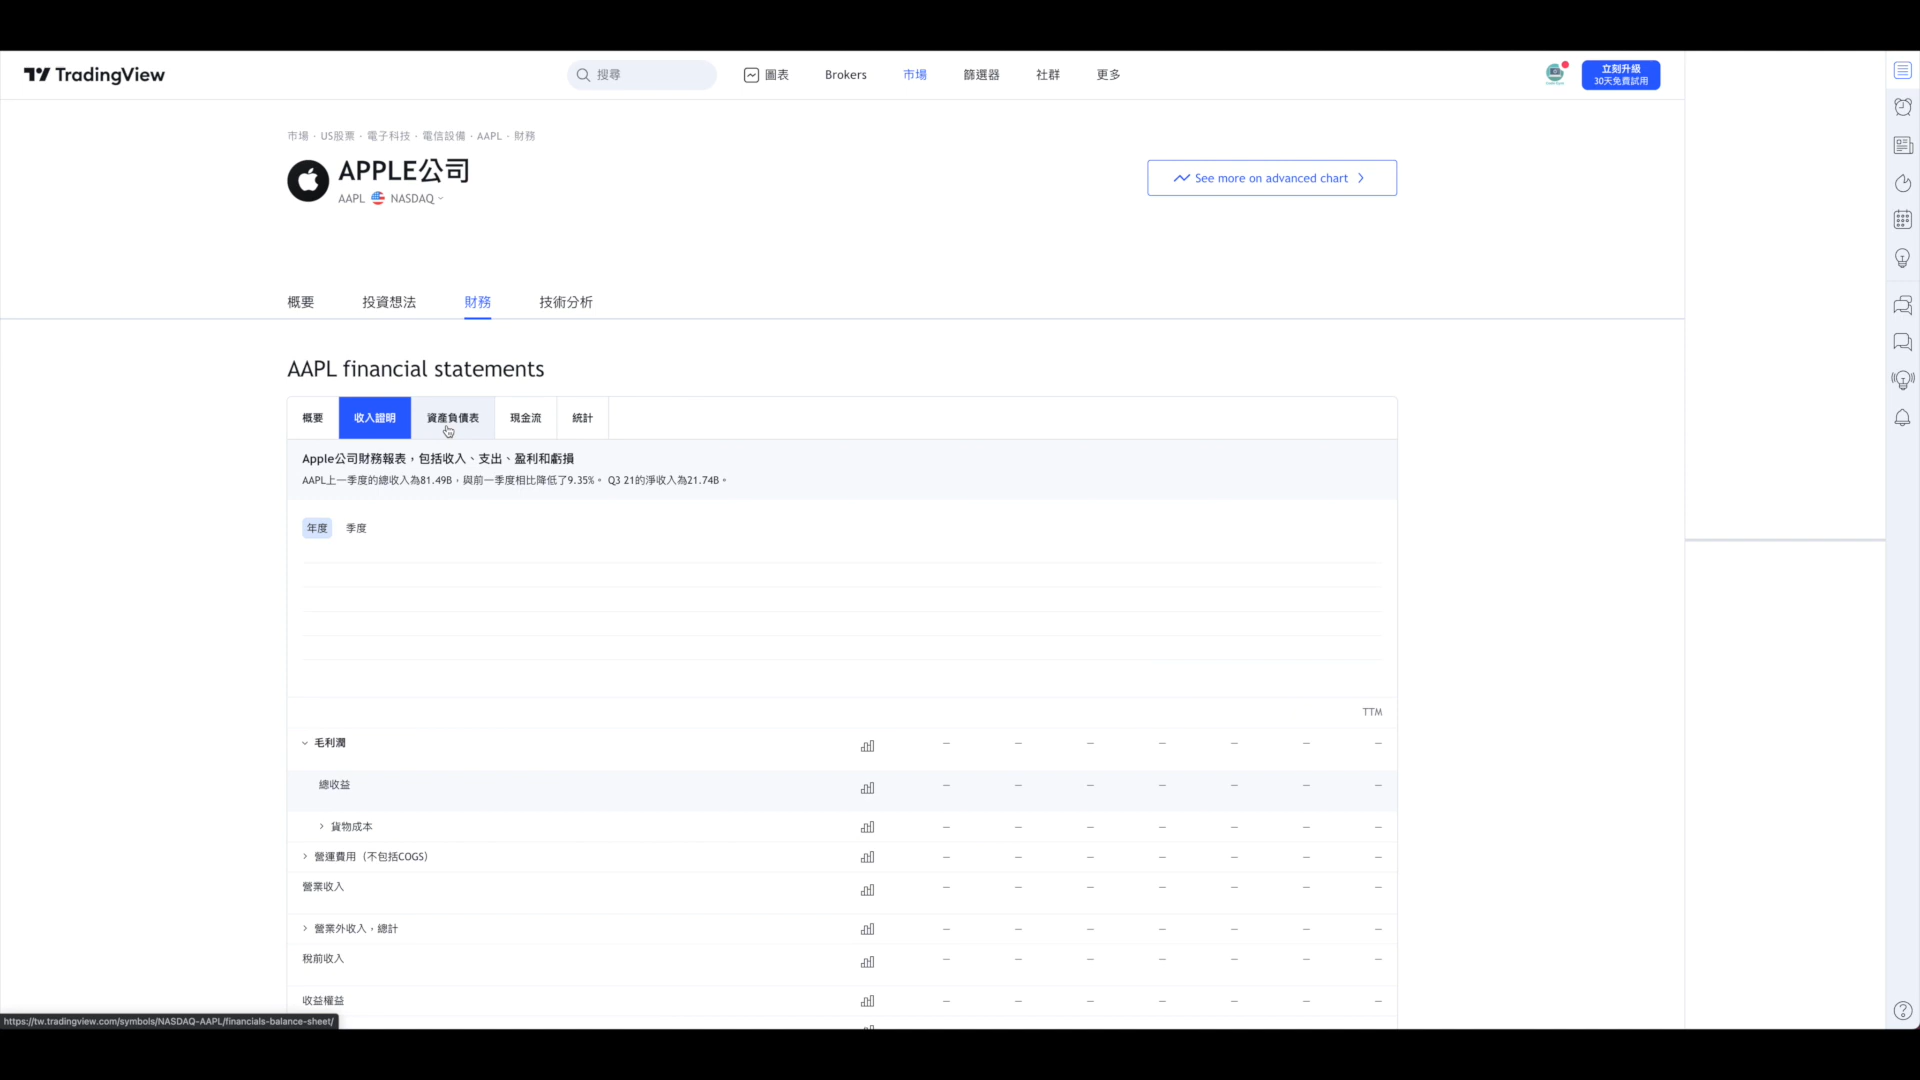 TradingView
搜尋
圖表
Brokers
市場
篩選器
社群
更多
立刻升級
30天免費試用
市場 · US股票 · 電子科技 · 電信設備 · AAPL · 財務
APPLE公司
AAPL NASDAQ
See more on advanced chart
概要
投資想法
財務
技術分析
AAPL financial statements
概要
收入證明
資產負債表
現金流
統計
Apple公司財務報表，包括收入、支出、盈利和虧損
AAPL上一季度的總收入為81.49B，與前一季度相比降低了9.35%。 Q3 21的淨收入為21.74B。
年度
季度
TTM
毛利潤 — — — — — — —
總收益 — — — — — — —
貨物成本 — — — — — — —
營運費用（不包括COGS） — — — — — — —
營業收入 — — — — — — —
營業外收入，總計 — — — — — — —
稅前收入 — — — — — — —
收益權益 — — — — — — —
https://tw.tradingview.com/symbols/NASDAQ-AAPL/financials-balance-sheet/